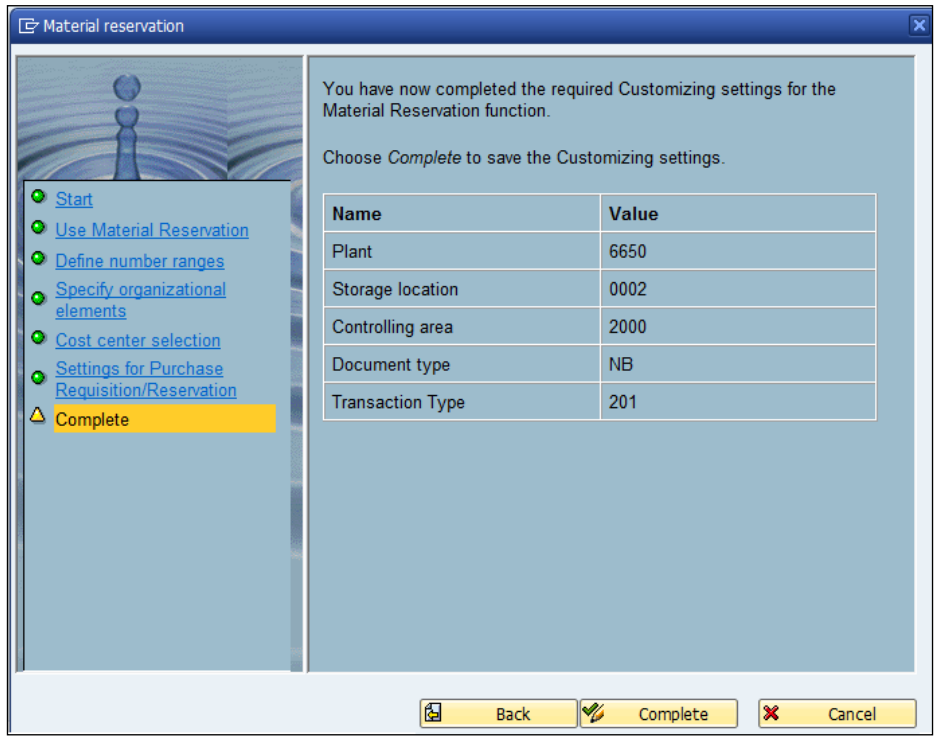 Material reservation
Start
Use Material Reservation
Define number ranges
Specify organizational
elements
Cost center selection
Settings for Purchase
Requisition/Reservation
Complete
You have now completed the required Customizing settings for the
Material Reservation function.
Choose Complete to save the Customizing settings.
Name Value
Plant 6650
Storage location 0002
Controlling area 2000
Document type NB
Transaction Type 201
Back Complete Cancel